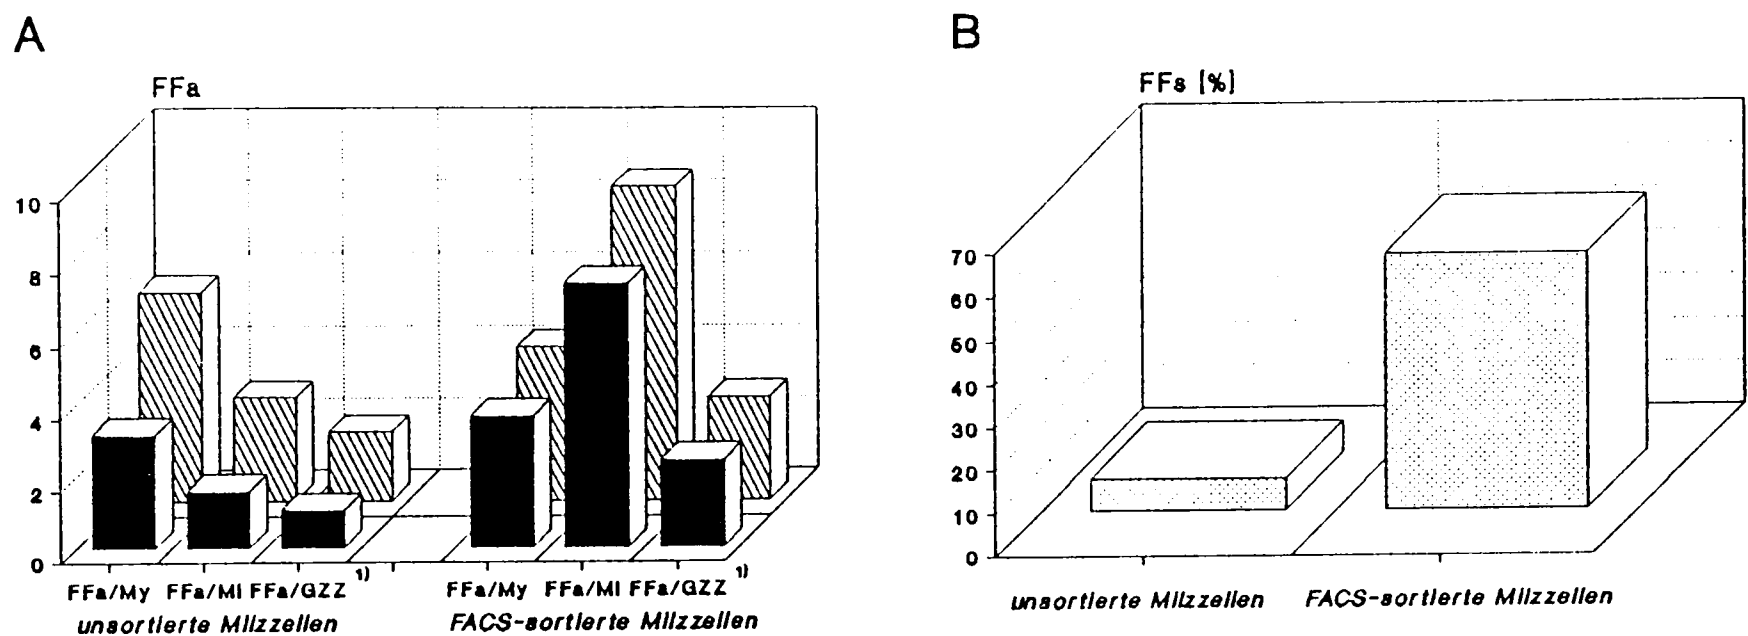 A
FFa
10
8
6
4
2
0
FFa/My FFa/Ml FFa/GZZ 1)
FFa/My FFa/Ml FFa/GZZ 1)
unsortierte Milzzellen
FACS-sortierte Milzzellen
B
FFs [%]
70
60
50
40
30
20
10
0
unsortierte Milzzellen
FACS-sortierte Milzzellen